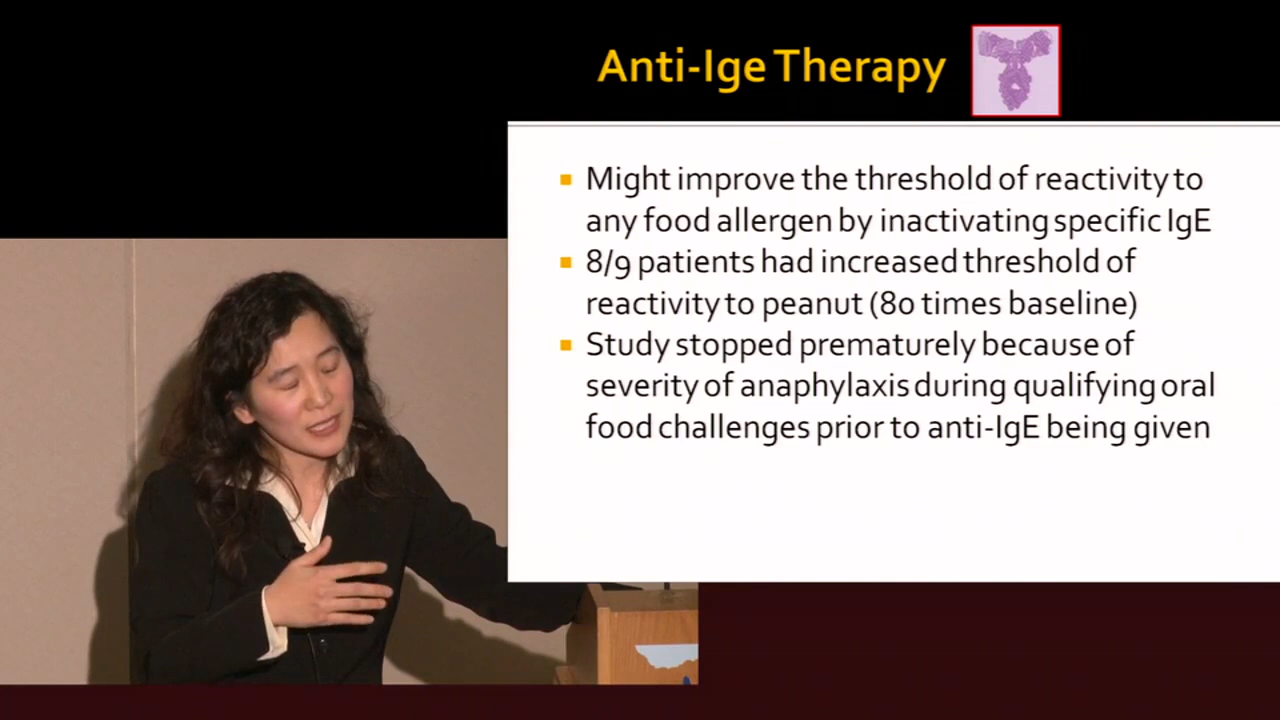 Anti-Ige Therapy
Might improve the threshold of reactivity to
any food allergen by inactivating specific IgE
8/9 patients had increased threshold of
reactivity to peanut (80 times baseline)
Study stopped prematurely because of
severity of anaphylaxis during qualifying oral
food challenges prior to anti-IgE being given